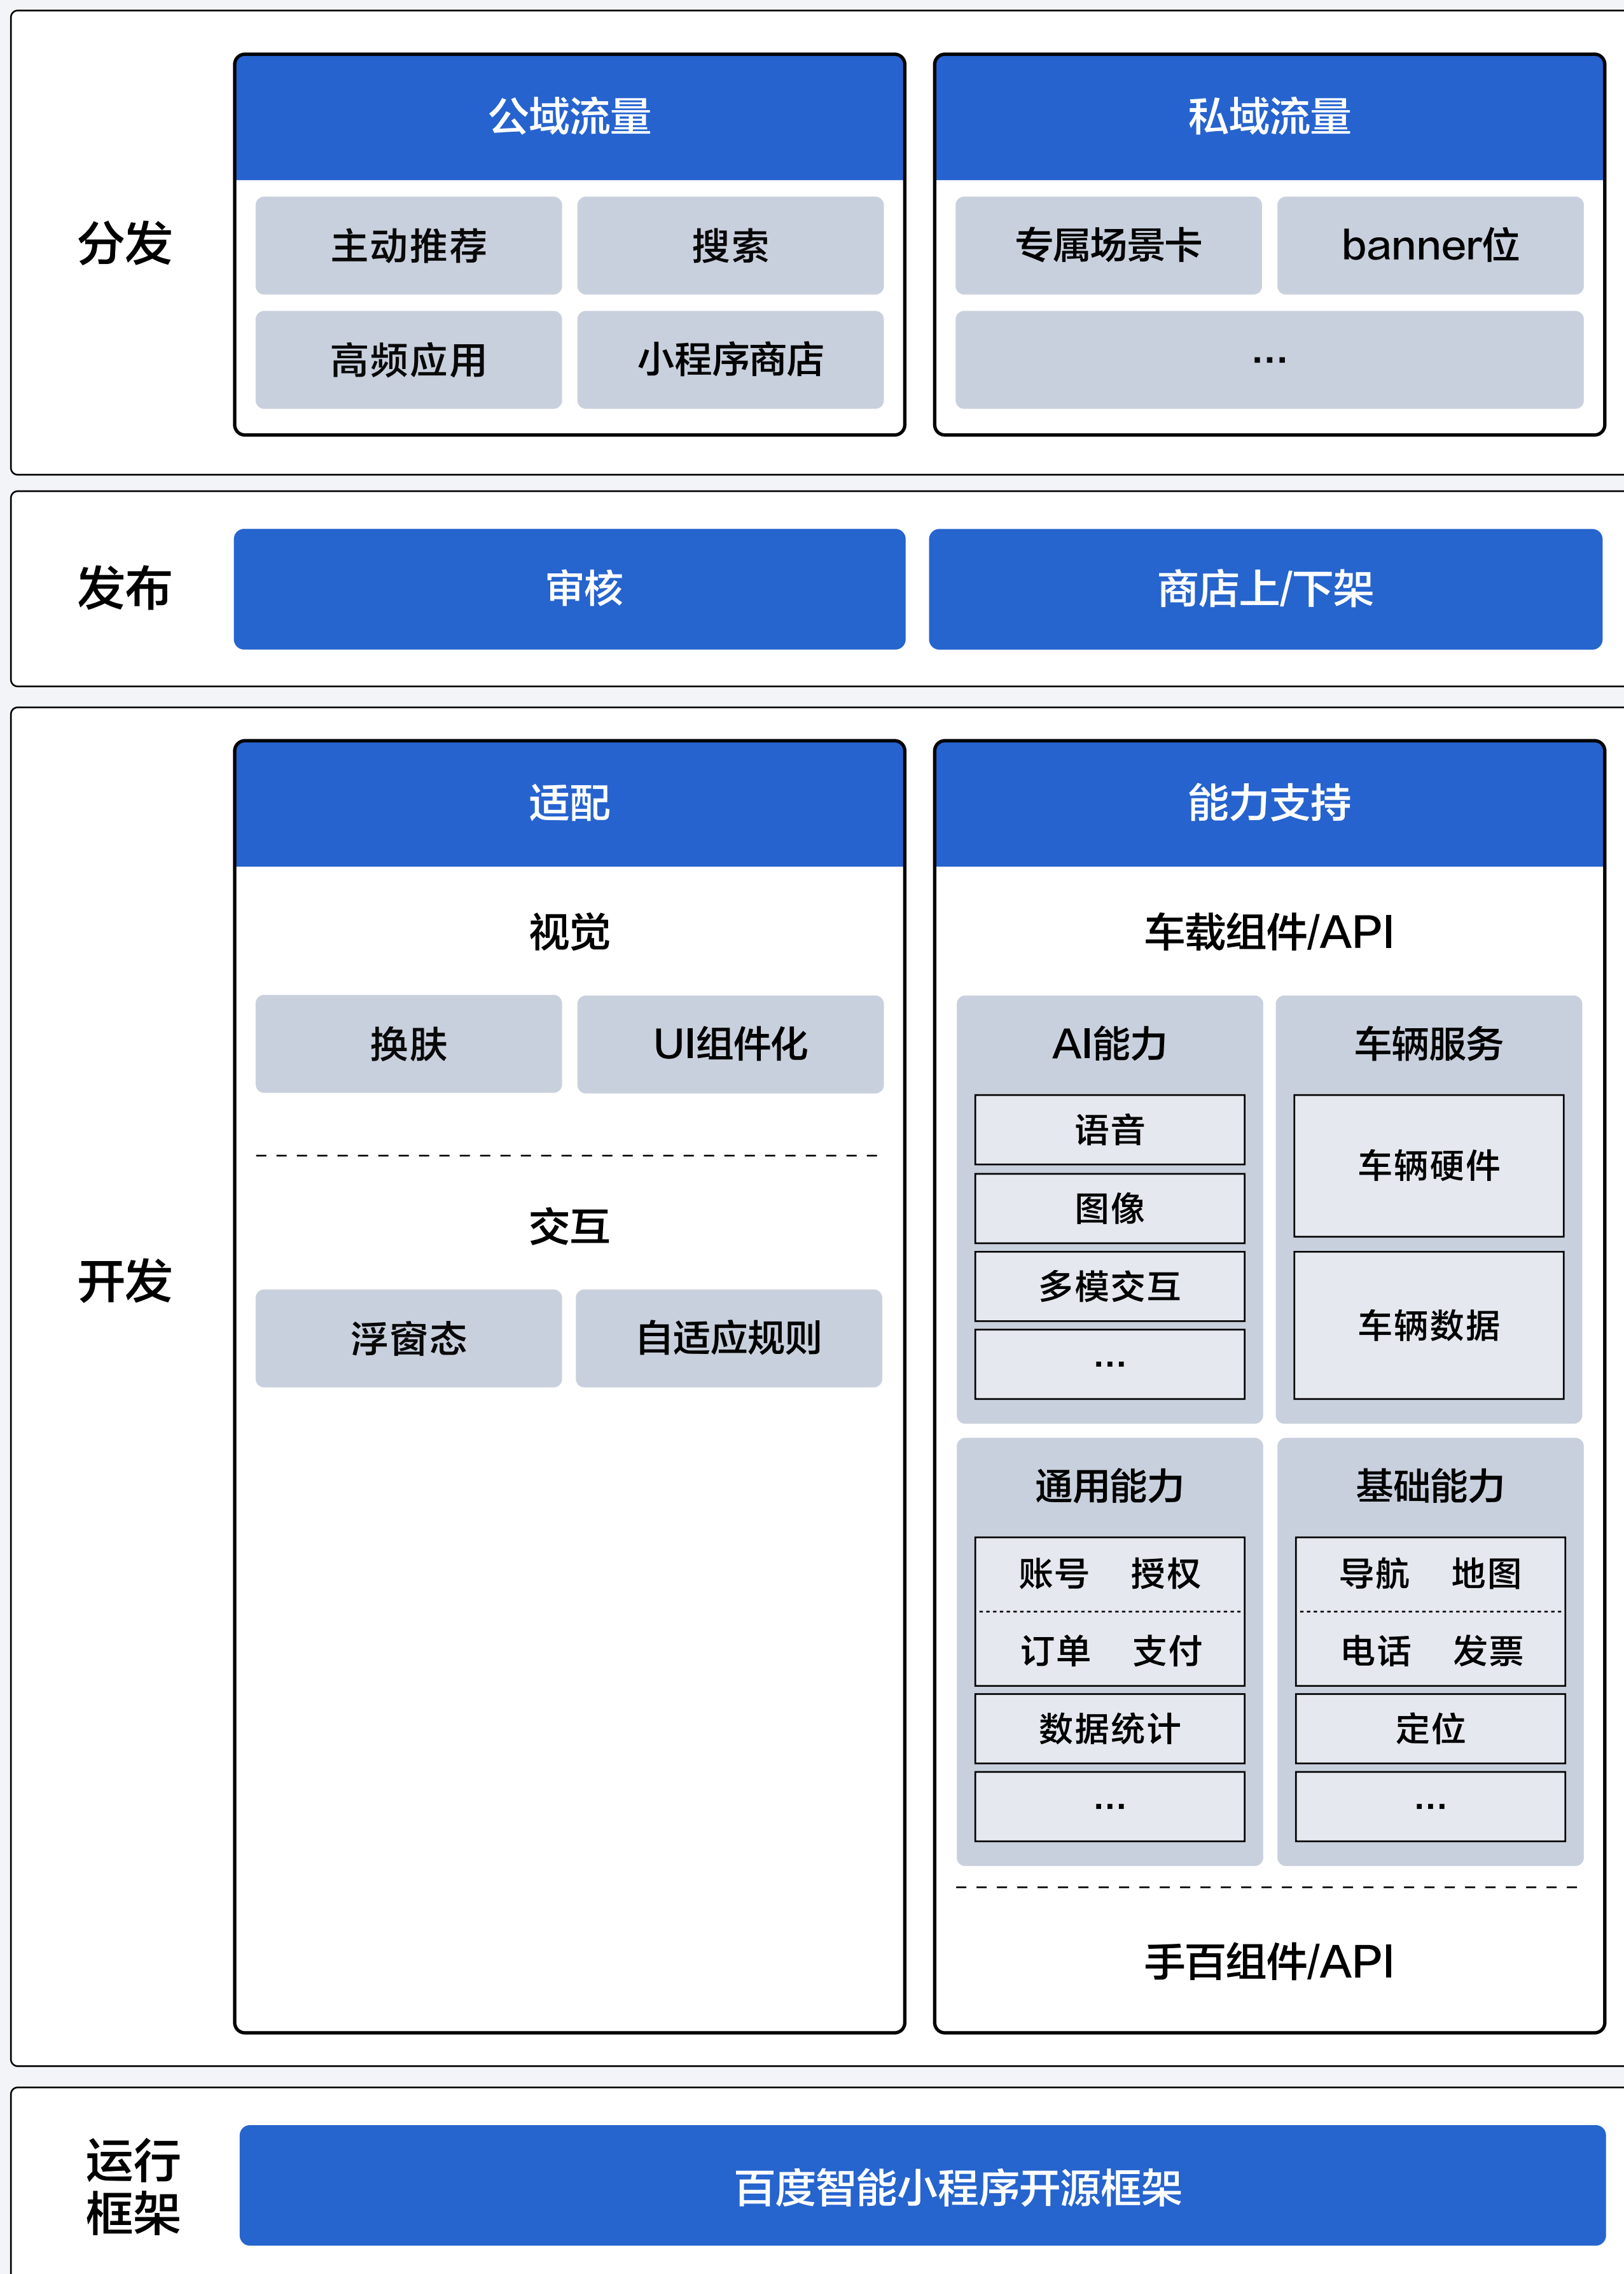 分发
公域流量
私域流量
主动推荐
搜索
专属场景卡
banner位
高频应用
小程序商店
...
发布
审核
商店上/下架
开发
适配
能力支持
视觉
车载组件/API
换肤
UI组件化
交互
浮窗态
自适应规则
AI能力
语音
图像
多模交互
...
车辆服务
车辆硬件
车辆数据
通用能力
账号 授权
订单 支付
数据统计
...
基础能力
导航 地图
电话 发票
定位
...
手百组件/API
运行
框架
百度智能小程序开源框架